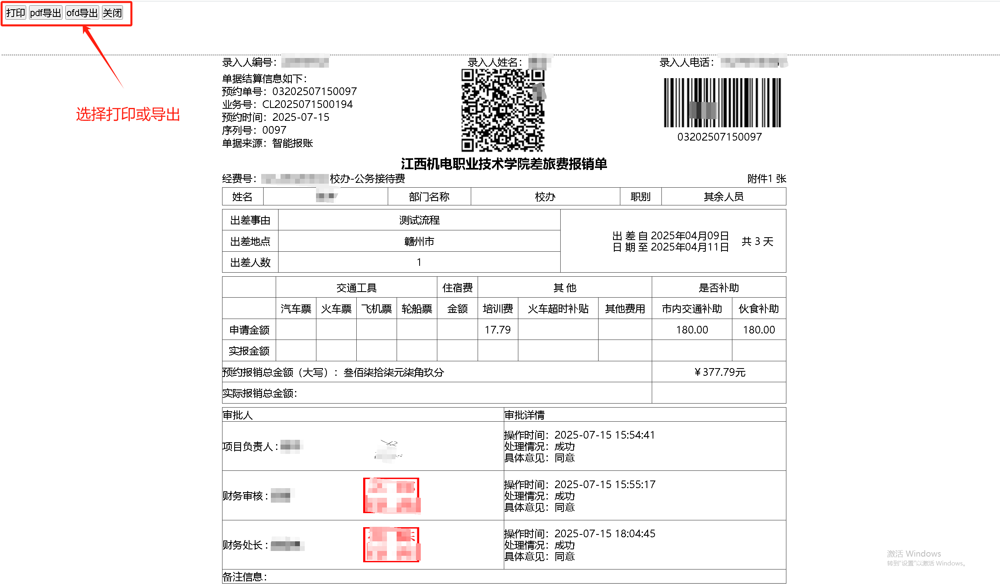 打印 pdf导出 ofd导出 关闭
选择打印或导出
录入人编号： 录入人姓名： 录入人电话：
单据结算信息如下：
预约单号：03202507150097
业务号：CL2025071500194
预约时间：2025-07-15
序列号：0097
单据来源：智能报账
03202507150097
江西机电职业技术学院差旅费报销单
经费号： 校办-公务接待费 附件1 张
姓名 部门名称 校办 职别 其余人员
出差事由 测试流程
出差地点 赣州市
出差人数 1
出 差 自 2025年04月09日
日 期 至 2025年04月11日
共 3 天
交通工具 住宿费 其 他 是否补助
汽车票 火车票 飞机票 轮船票 金额 培训费 火车超时补贴 其他费用 市内交通补助 伙食补助
申请金额 17.79 180.00 180.00
实报金额
预约报销总金额（大写）：叁佰柒拾柒元柒角玖分 ￥377.79元
实际报销总金额：
审批人 审批详情
项目负责人：
操作时间：2025-07-15 15:54:41
处理情况：成功
具体意见：同意
财务审核：
操作时间：2025-07-15 15:55:17
处理情况：成功
具体意见：同意
财务处长：
操作时间：2025-07-15 18:04:45
处理情况：成功
具体意见：同意
备注信息：
激活 Windows
转到"设置"以激活 Windows。